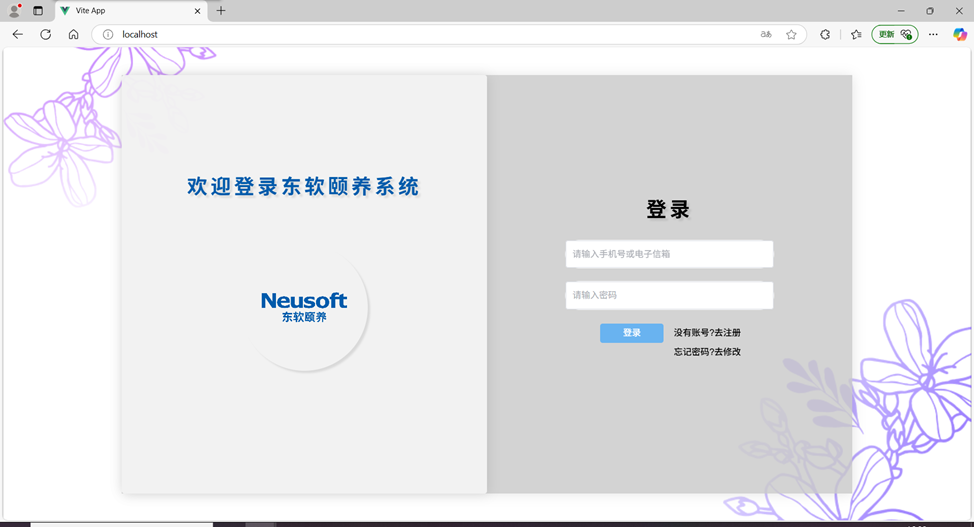 Vite App
localhost
更新
欢迎登录东软颐养系统
Neusoft
东软颐养
登录
请输入手机号或电子信箱
请输入密码
登录
没有账号?去注册
忘记密码?去修改